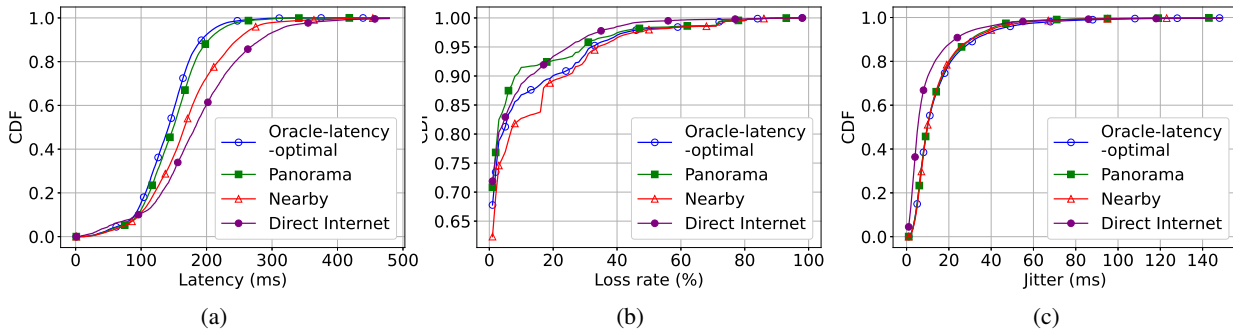 1.0
0.8
0.6
0.4
0.2
0.0
CDF
0
100
200
300
400
500
Latency (ms)
Oracle-latency
-optimal
Panorama
Nearby
Direct Internet
(a)
1.00
0.95
0.90
0.85
0.80
0.75
0.70
0.65
CDF
0
20
40
60
80
100
Loss rate (%)
Oracle-latency
-optimal
Panorama
Nearby
Direct Internet
(b)
1.0
0.8
0.6
0.4
0.2
0.0
CDF
0
20
40
60
80
100
120
140
Jitter (ms)
Oracle-latency
-optimal
Panorama
Nearby
Direct Internet
(c)